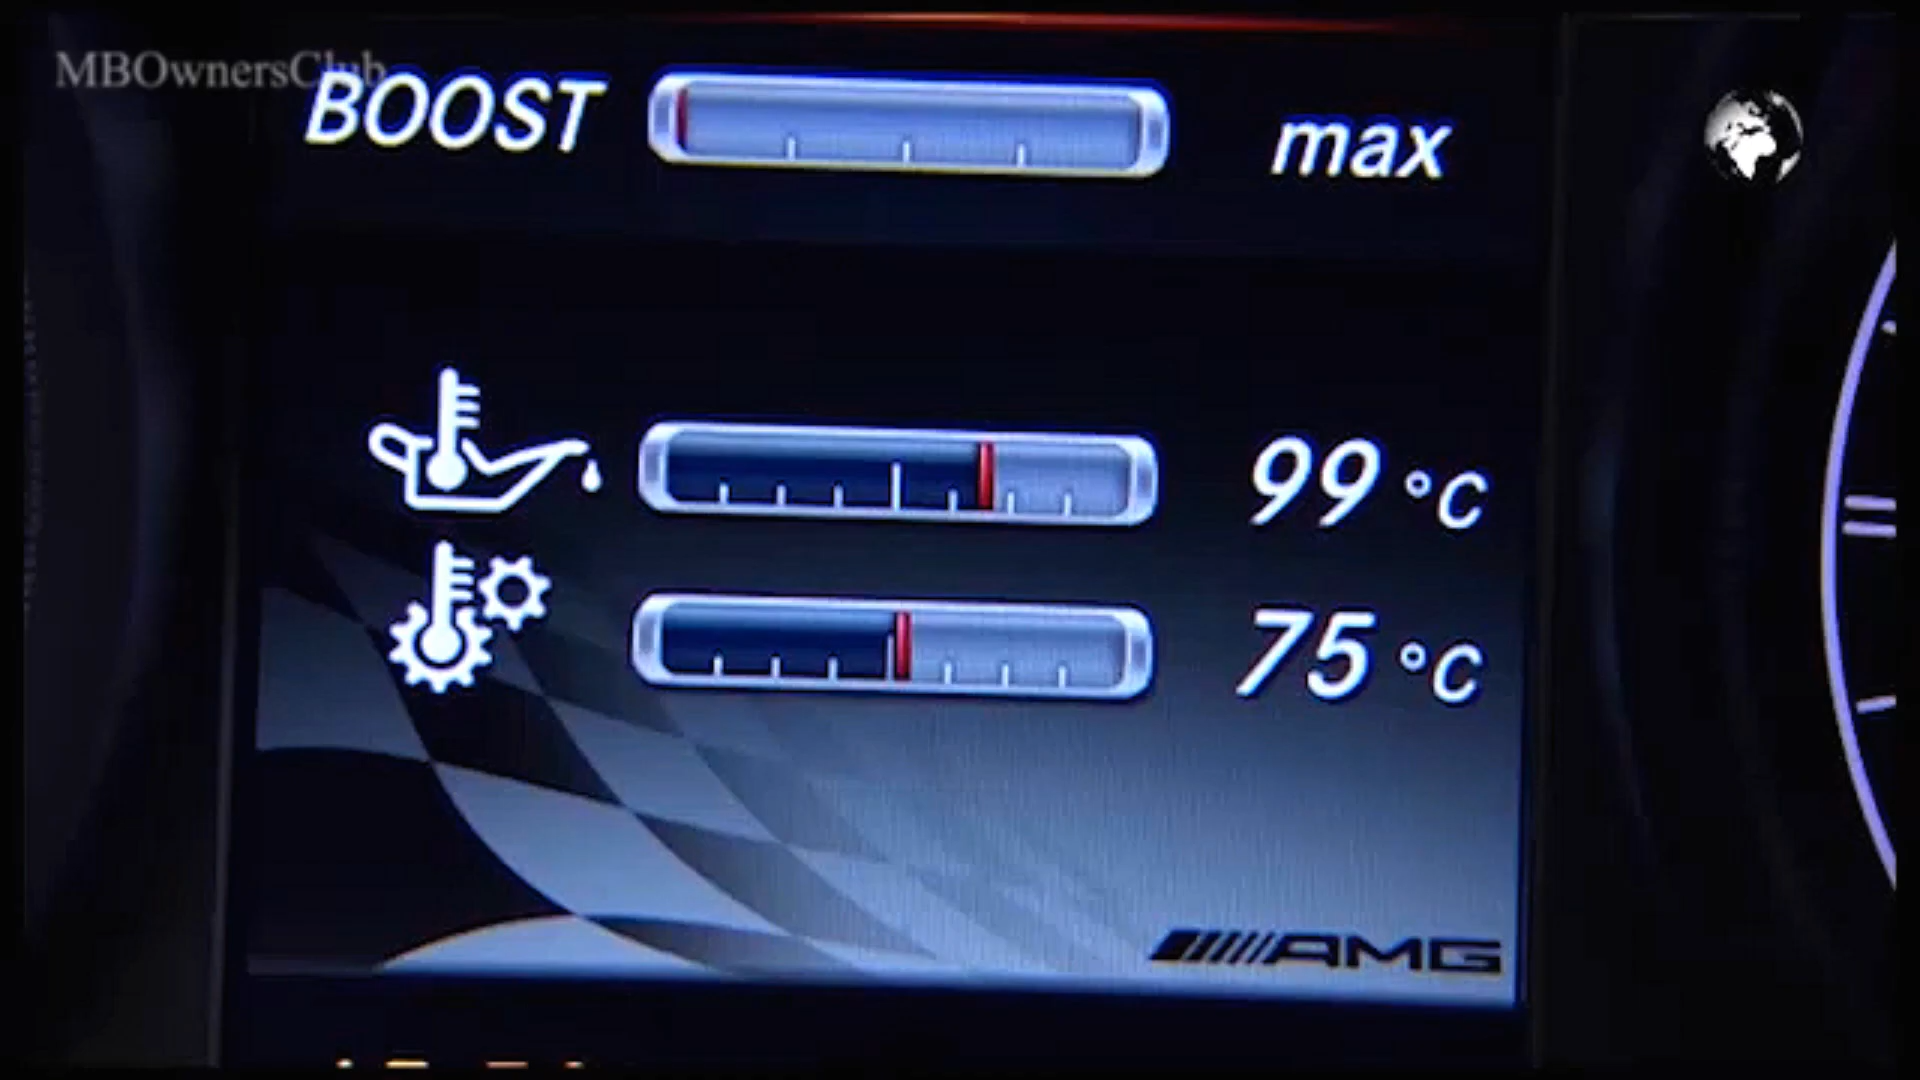 MBOwnersClub
BOOST max
99 °C
75 °C
AMG